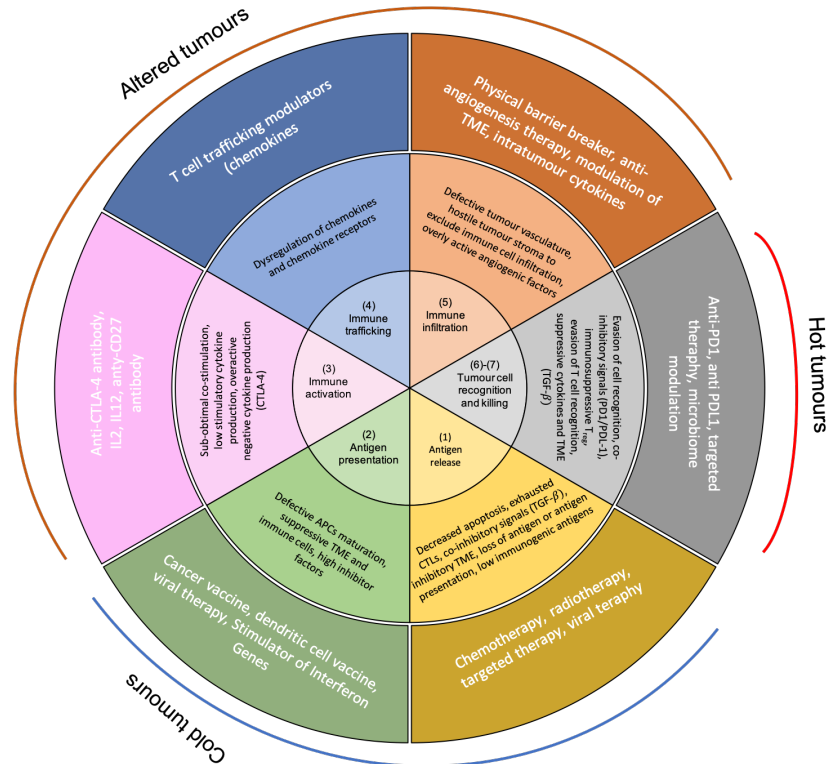 Altered tumours
T cell trafficking modulators
(chemokines
Physical barrier breaker, anti-
angiogenesis therapy, modulation of
TME, intratumour cytokines
Dysregulation of chemokines
and chemokine receptors
Defective tumour vasculature,
hostile tumour stroma to
exclude immune cell infiltration,
overly active angiogenic factors
(4)
Immune
trafficking
(5)
Immune
infiltration
Anti-CTLA-4 antibody,
IL2, IL12, anty-CD27
antibody
Sub-optimal co-stimulation,
low stimulatory cytokine
production, overactive
negative cytokine production
(CTLA-4)
(3)
Immune
activation
(6)-(7)
Tumour cell
recognition
and killing
Evasion of cell recognition, co-
inhibitory signals (PD1/PDL-1),
immunosuppressive Treg,
evasion of T cell recognition,
suppressive cytokines and TME
(TGF-β)
Anti-PD1, anti PDL1, targeted
theraphy, microbiome
modulation
Hot tumours
(2)
Antigen
presentation
(1)
Antigen
release
Defective APCs maturation,
suppressive TME and
immune cells, high inhibitor
factors
Decreased apoptosis, exhausted
CTLs, co-inhibitory signals (TGF-β),
inhibitory TME, loss of antigen or antigen
presentation, low immunogenic antigens
Cancer vaccine, dendritic cell vaccine,
viral therapy, Stimulator of Interferon
Genes
Chemotherapy, radiotherapy,
targeted therapy, viral teraphy
Cold tumours